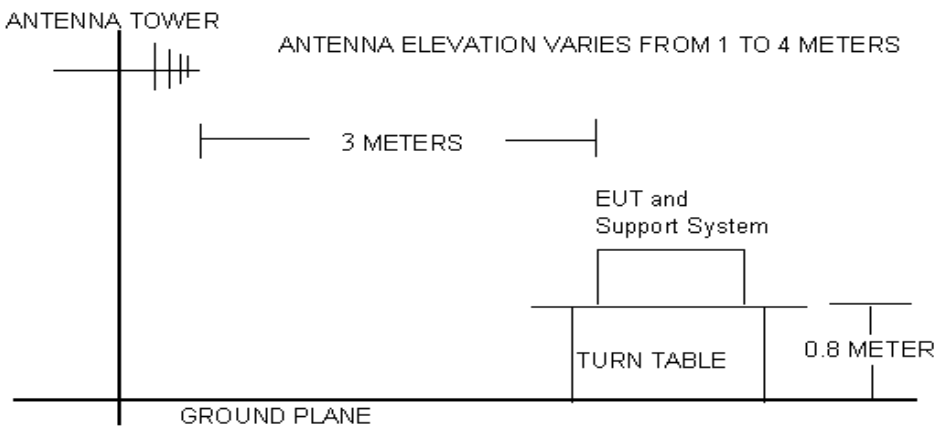 ANTENNA TOWER
ANTENNA ELEVATION VARIES FROM 1 TO 4 METERS
3 METERS
EUT and
Support System
TURN TABLE
0.8 METER
GROUND PLANE